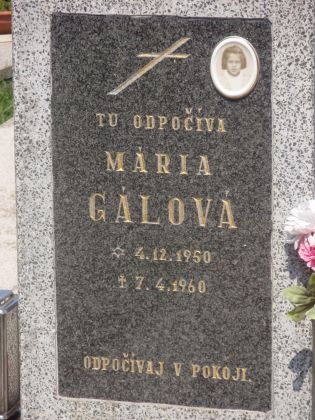 TU ODPOČÍVA
MÁRIA
GÁLOVÁ
✡ 4.12.1950
✝ 7.4.1960
ODPOČÍVAJ V POKOJI.